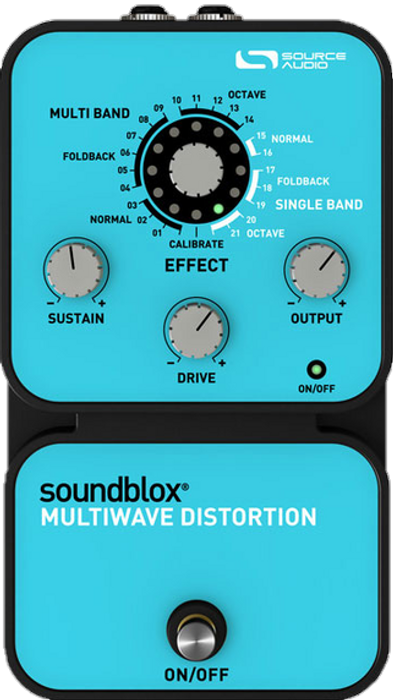 SOURCE
AUDIO
MULTI BAND
OCTAVE
09 10 11 12 13
08 14
07 15 NORMAL
06 16
FOLDBACK
05 17 FOLDBACK
04 18
03 19 SINGLE BAND
NORMAL 02 20
01 21 OCTAVE
CALIBRATE
EFFECT
- +
SUSTAIN
- +
OUTPUT
- +
DRIVE
ON/OFF
soundblox®
MULTIWAVE DISTORTION
ON/OFF